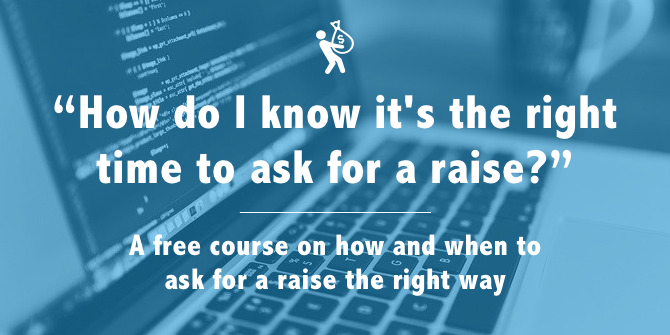 $
“How do I know it's the right
time to ask for a raise?”
A free course on how and when to
ask for a raise the right way